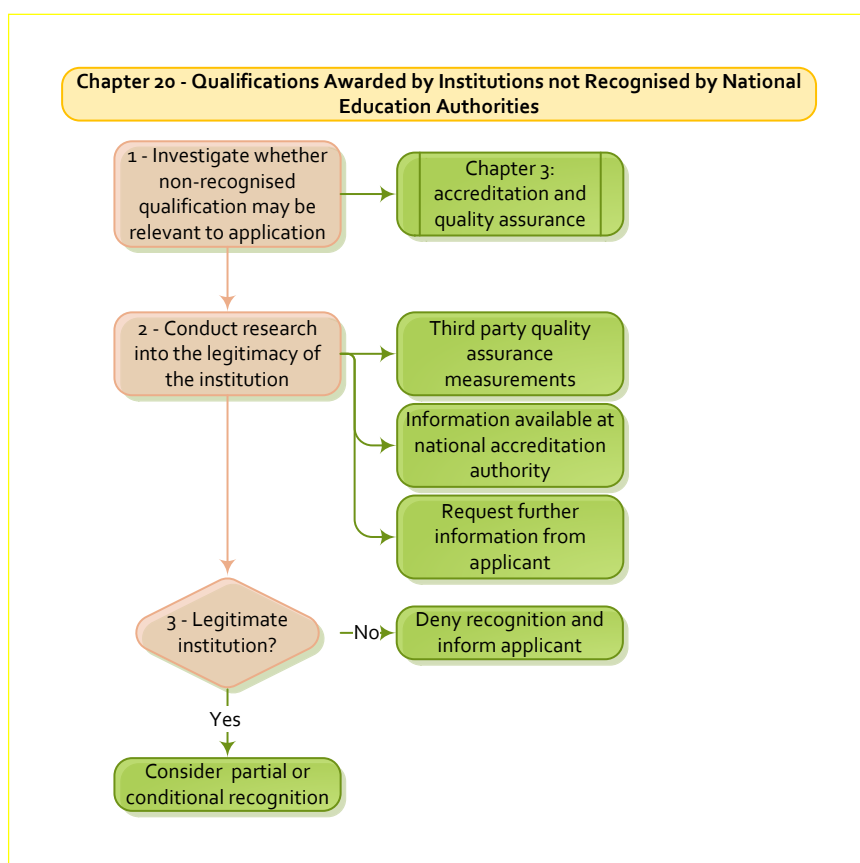 Chapter 20 - Qualifications Awarded by Institutions not Recognised by National
Education Authorities
1 - Investigate whether
non-recognised
qualification may be
relevant to application
Chapter 3:
accreditation and
quality assurance
2 - Conduct research
into the legitimacy of
the institution
Third party quality
assurance
measurements
Information available at
national accreditation
authority
Request further
information from
applicant
3 - Legitimate
institution?
No
Deny recognition and
inform applicant
Yes
Consider partial or
conditional recognition